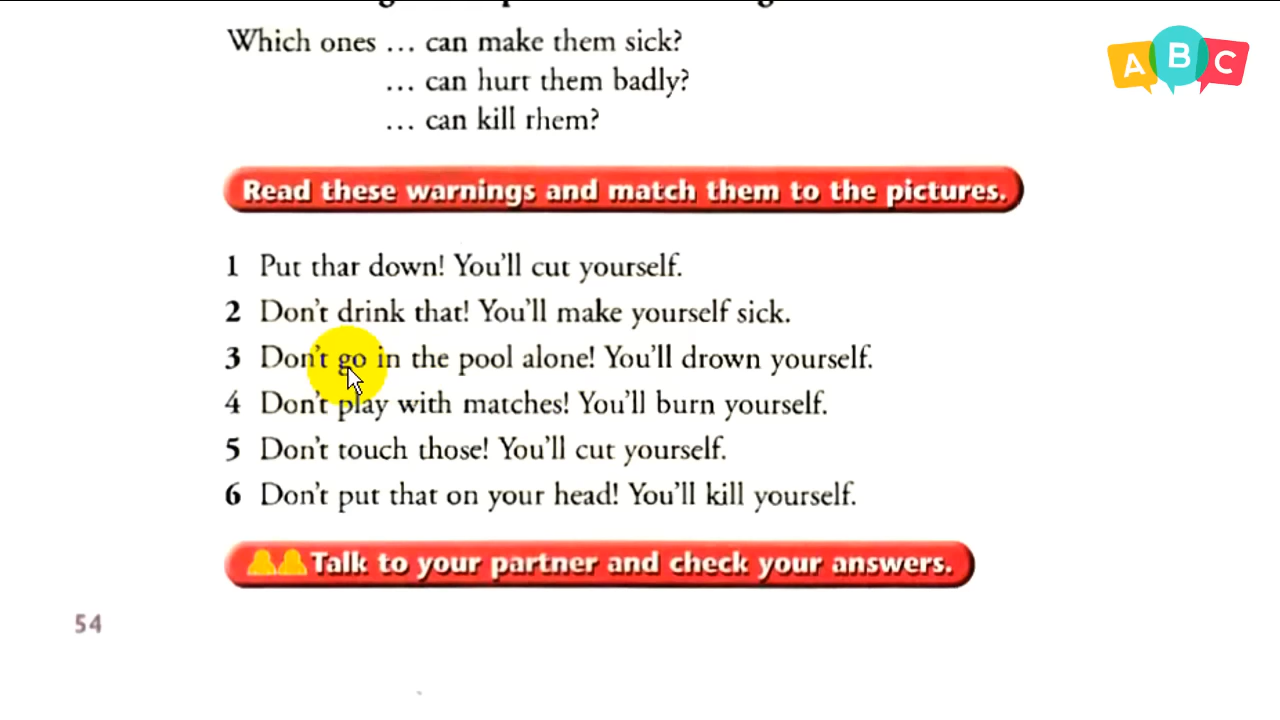 Which ones ... can make them sick?
... can hurt them badly?
... can kill rhem?
A B C
Read these warnings and match them to the pictures.
1 Put thar down! You'll cut yourself.
2 Don't drink that! You'll make yourself sick.
3 Don't go in the pool alone! You'll drown yourself.
4 Don't play with matches! You'll burn yourself.
5 Don't touch those! You'll cut yourself.
6 Don't put that on your head! You'll kill yourself.
Talk to your partner and check your answers.
54